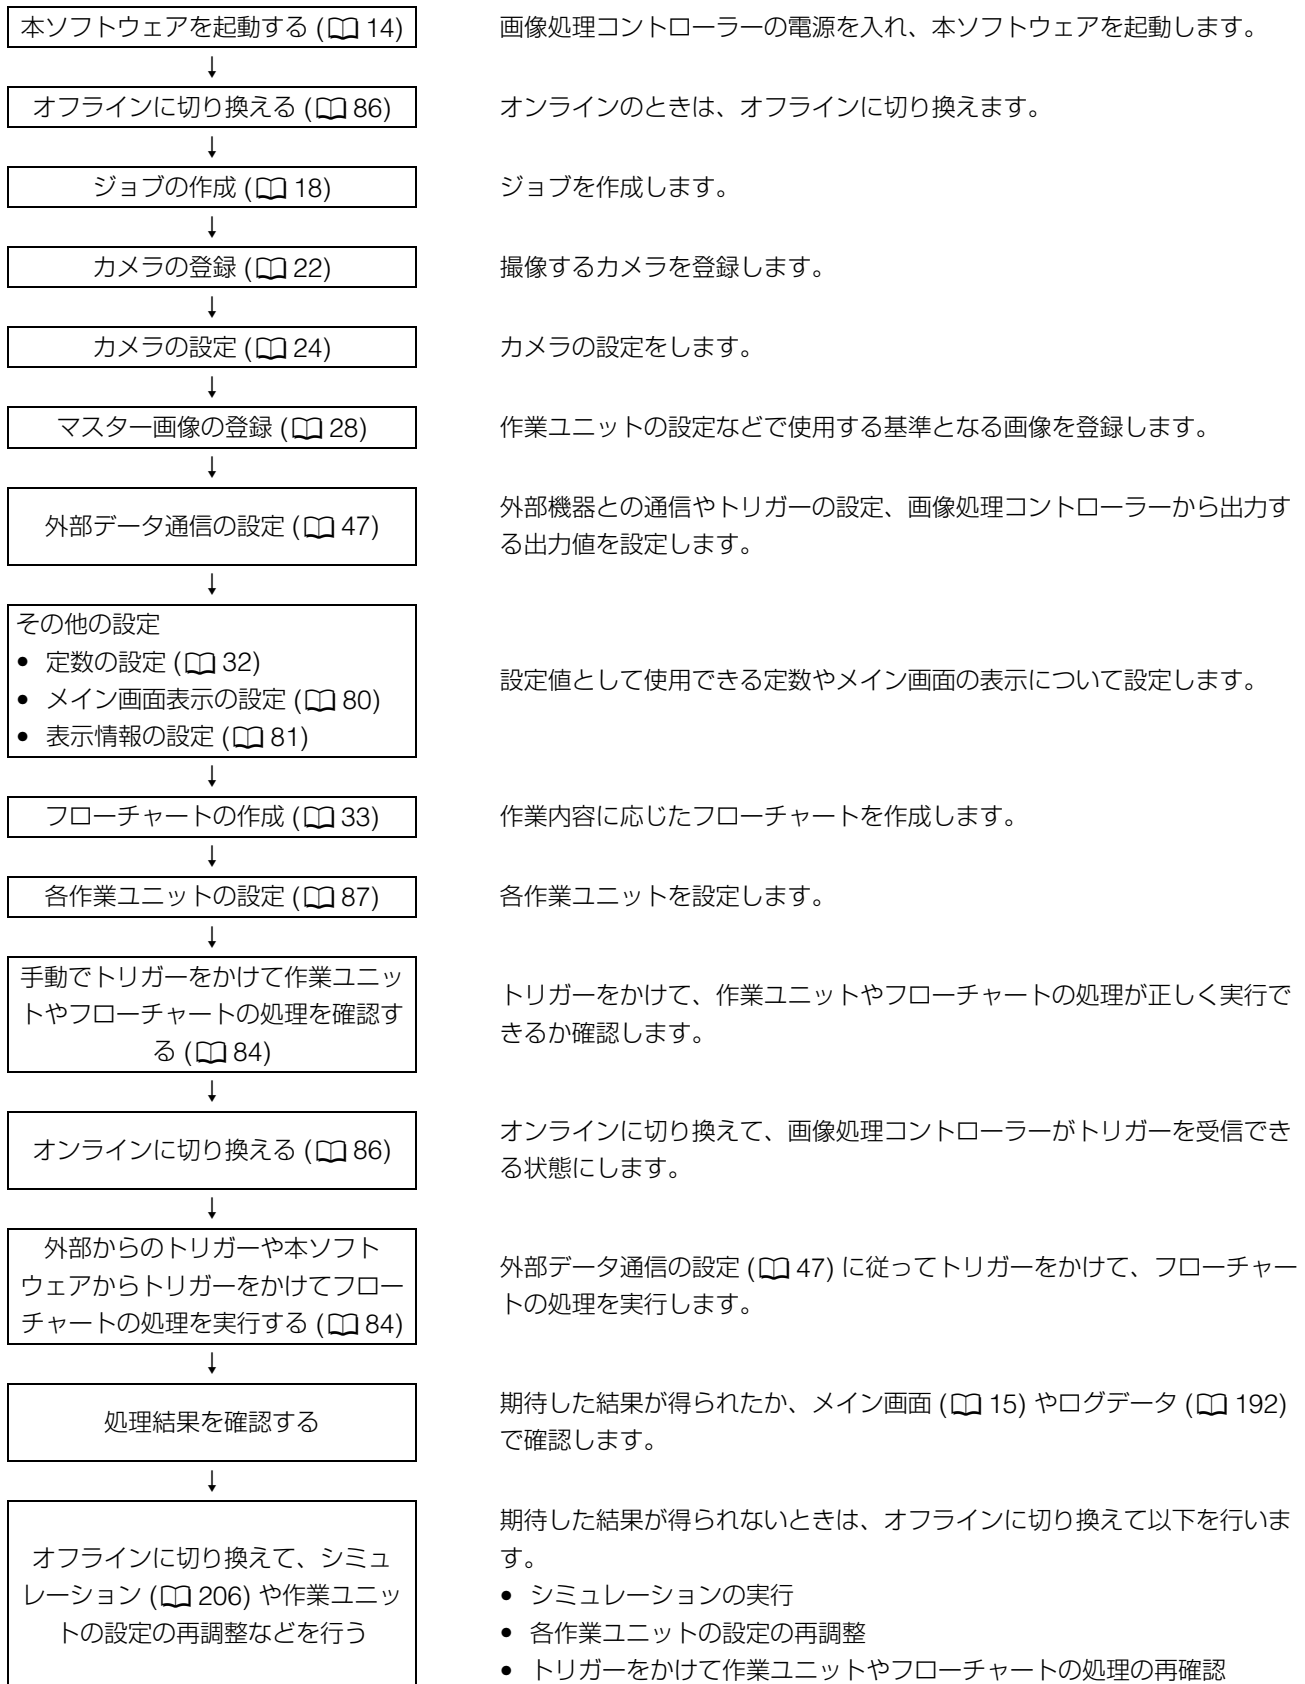 本ソフトウェアを起動する (📖 14)
画像処理コントローラーの電源を入れ、本ソフトウェアを起動します。
↓
オフラインに切り換える (📖 86)
オンラインのときは、オフラインに切り換えます。
↓
ジョブの作成 (📖 18)
ジョブを作成します。
↓
カメラの登録 (📖 22)
撮像するカメラを登録します。
↓
カメラの設定 (📖 24)
カメラの設定をします。
↓
マスター画像の登録 (📖 28)
作業ユニットの設定などで使用する基準となる画像を登録します。
↓
外部データ通信の設定 (📖 47)
外部機器との通信やトリガーの設定、画像処理コントローラーから出力す
る出力値を設定します。
↓
その他の設定
• 定数の設定 (📖 32)
• メイン画面表示の設定 (📖 80)
• 表示情報の設定 (📖 81)
設定値として使用できる定数やメイン画面の表示について設定します。
↓
フローチャートの作成 (📖 33)
作業内容に応じたフローチャートを作成します。
↓
各作業ユニットの設定 (📖 87)
各作業ユニットを設定します。
↓
手動でトリガーをかけて作業ユニッ
トやフローチャートの処理を確認す
る (📖 84)
トリガーをかけて、作業ユニットやフローチャートの処理が正しく実行で
きるか確認します。
↓
オンラインに切り換える (📖 86)
オンラインに切り換えて、画像処理コントローラーがトリガーを受信でき
る状態にします。
↓
外部からのトリガーや本ソフト
ウェアからトリガーをかけてフロー
チャートの処理を実行する (📖 84)
外部データ通信の設定 (📖 47) に従ってトリガーをかけて、フローチャー
トの処理を実行します。
↓
処理結果を確認する
期待した結果が得られたか、メイン画面 (📖 15) やログデータ (📖 192)
で確認します。
↓
オフラインに切り換えて、シミュ
レーション (📖 206) や作業ユニッ
トの設定の再調整などを行う
期待した結果が得られないときは、オフラインに切り換えて以下を行いま
す。
• シミュレーションの実行
• 各作業ユニットの設定の再調整
• トリガーをかけて作業ユニットやフローチャートの処理の再確認